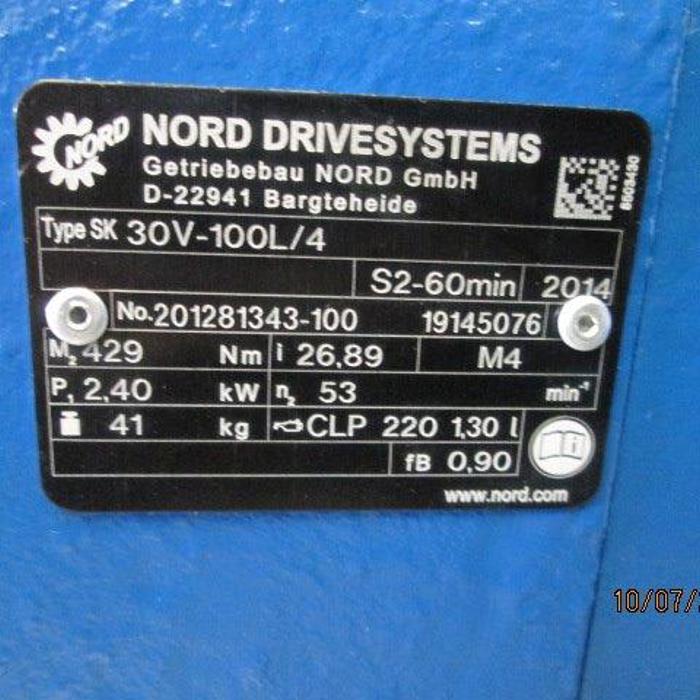 NORD
NORD DRIVESYSTEMS
Getriebebau NORD GmbH
D-22941 Bargteheide
Type SK 30V-100L/4
S2-60min 2014
No. 201281343-100 19145076
M₂ 429 Nm i 26,89 M4
P₁ 2,40 kW n₂ 53 min⁻¹
41 kg CLP 220 1,30 l
fB 0,90
www.nord.com
10/07/